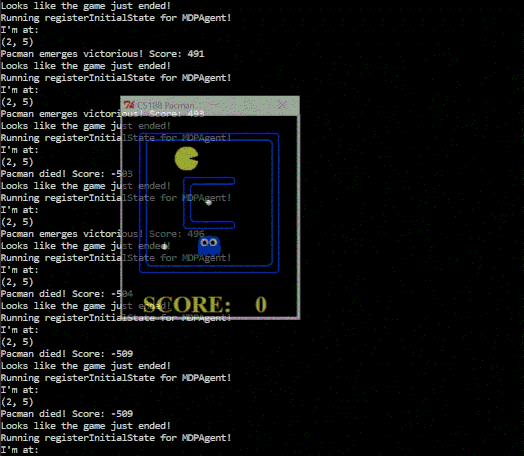 Looks like the game just ended!
Running registerInitialState for MDPAgent!
I'm at:
(2, 5)
Pacman emerges victorious! Score: 491
Looks like the game just ended!
Running registerInitialState for MDPAgent!
I'm at:
(2, 5)
CS188 Pacman
Pacman emerges victorious! Score: 493
Looks like the game just ended!
Running registerInitialState for MDPAgent!
I'm at:
(2, 5)
Pacman died! Score: -503
Looks like the game just ended!
Running registerInitialState for MDPAgent!
I'm at:
(2, 5)
Pacman emerges victorious! Score: 496
Looks like the game just ended!
Running registerInitialState for MDPAgent!
I'm at:
(2, 5)
Pacman died! Score: -504
Looks like the game just ended!
SCORE: 0
Running registerInitialState for MDPAgent!
I'm at:
(2, 5)
Pacman died! Score: -509
Looks like the game just ended!
Running registerInitialState for MDPAgent!
I'm at:
(2, 5)
Pacman died! Score: -509
Looks like the game just ended!
Running registerInitialState for MDPAgent!
I'm at: